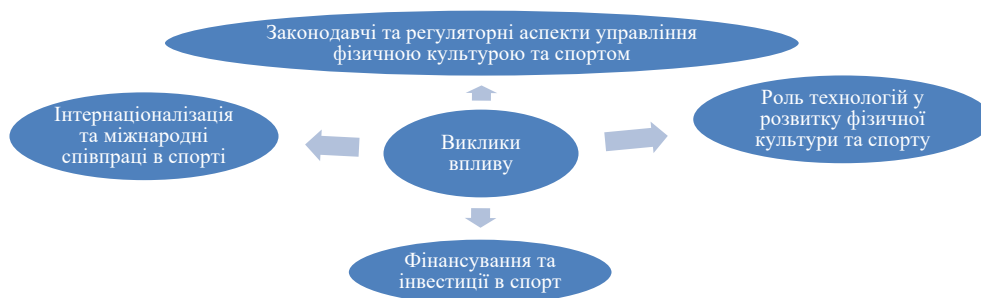 Законодавчі та регуляторні аспекти управління
фізичною культурою та спортом
Інтернаціоналізація
та міжнародні
співпраці в спорті
Виклики
впливу
Роль технологій у
розвитку фізичної
культури та спорту
Фінансування та
інвестиції в спорт